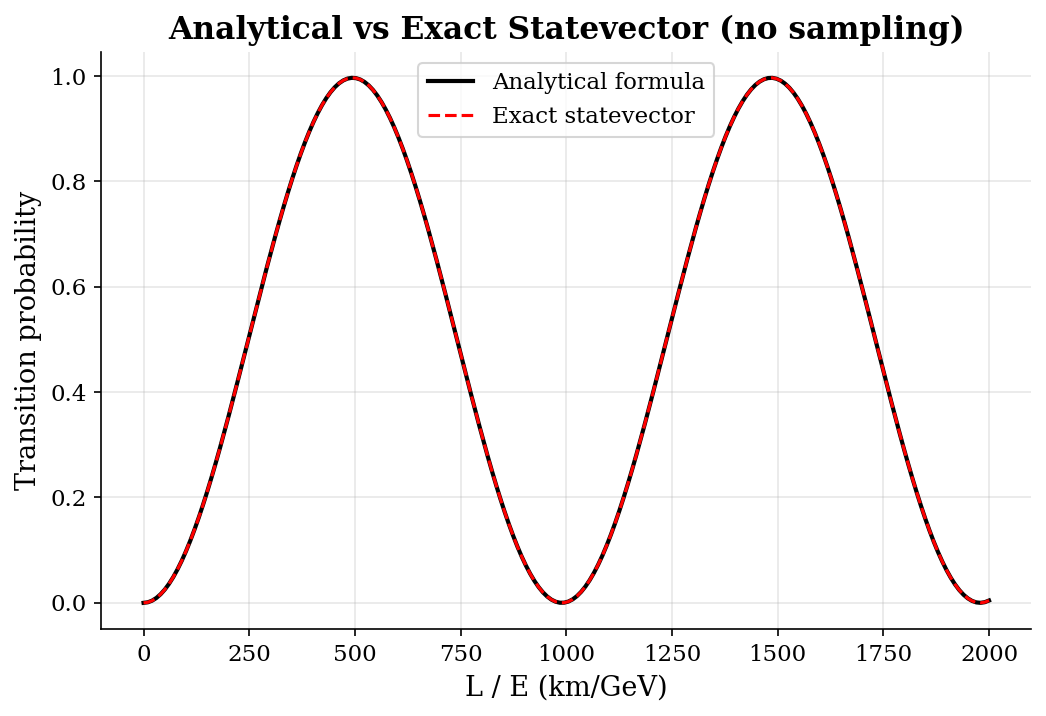 Analytical vs Exact Statevector (no sampling)
Analytical formula
Exact statevector
Transition probability
1.0
0.8
0.6
0.4
0.2
0.0
0 250 500 750 1000 1250 1500 1750 2000
L / E (km/GeV)